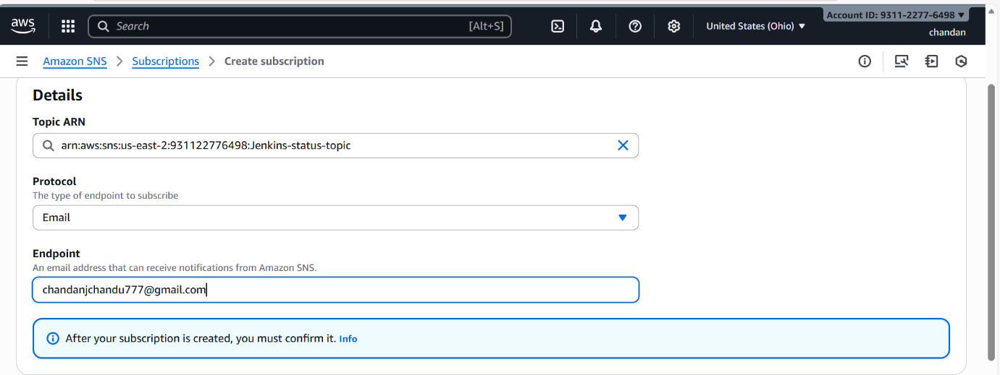 aws
Search [Alt+S]
United States (Ohio)
Account ID: 9311-2277-6498
chandan
Amazon SNS
Subscriptions
Create subscription
Details
Topic ARN
arn:aws:sns:us-east-2:931122776498:Jenkins-status-topic
Protocol
The type of endpoint to subscribe
Email
Endpoint
An email address that can receive notifications from Amazon SNS.
chandanjchandu777@gmail.com
After your subscription is created, you must confirm it. Info